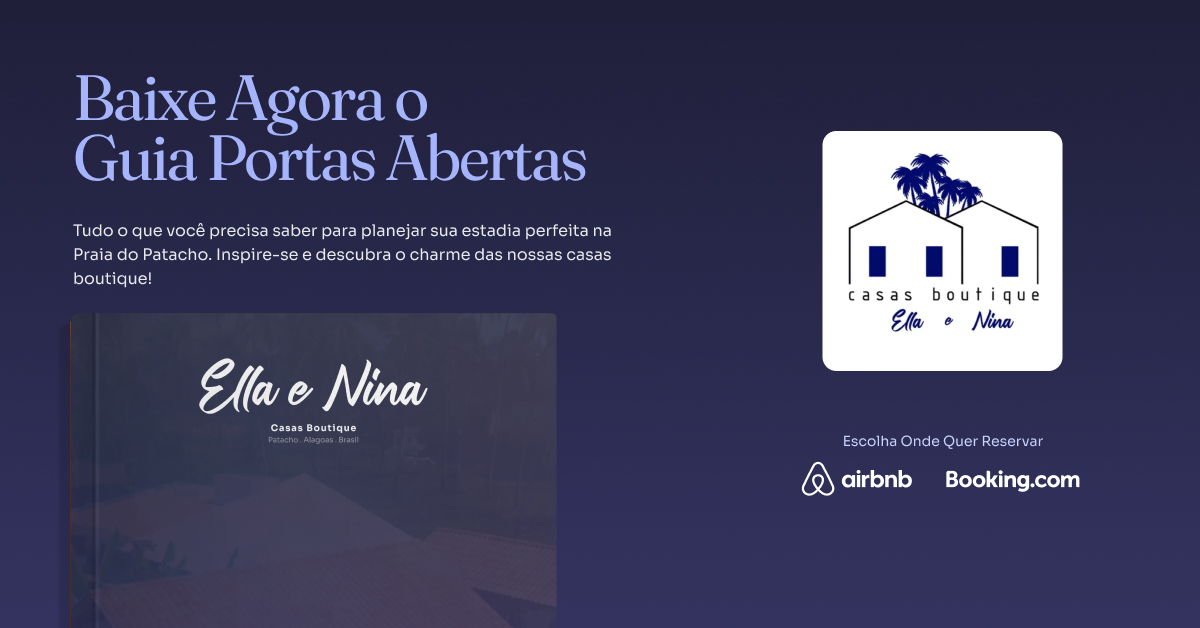 Baixe Agora o
Guia Portas Abertas
Tudo o que você precisa saber para planejar sua estadia perfeita na
Praia do Patacho. Inspire-se e descubra o charme das nossas casas
boutique!
Ella e Nina
Casas Boutique
Patacho . Alagoas . Brasil
casas boutique
Ella e Nina
Escolha Onde Quer Reservar
airbnb
Booking.com